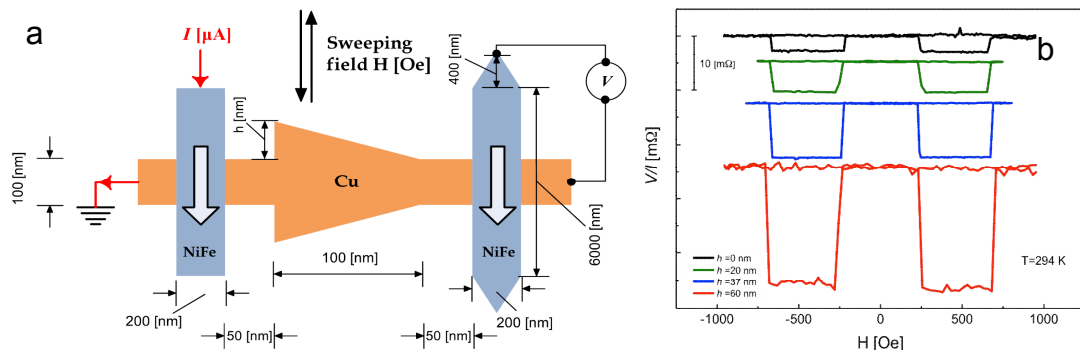 a
I [µA]
Sweeping
field H [Oe]
400 [nm]
V
h [nm]
100 [nm]
Cu
NiFe
NiFe
6000 [nm]
100 [nm]
200 [nm]
50 [nm]
50 [nm]
200 [nm]
b
10 [mΩ]
V/I [mΩ]
h =0 nm
h =20 nm
h =37 nm
h =60 nm
T=294 K
-1000
-500
0
500
1000
H [Oe]